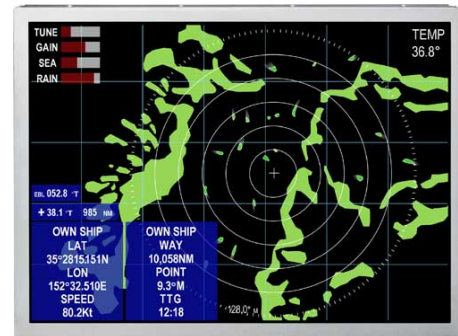 TUNE
GAIN
SEA
RAIN
TEMP
36.8°
EBL 052.8 °T
+ 38.1 °T 985 NM
OWN SHIP
LAT
35°2815.151N
LON
152°32.510E
SPEED
80.2Kt
OWN SHIP
WAY
10,058NM
POINT
9.3°M
TTG
12:18
128,0° M